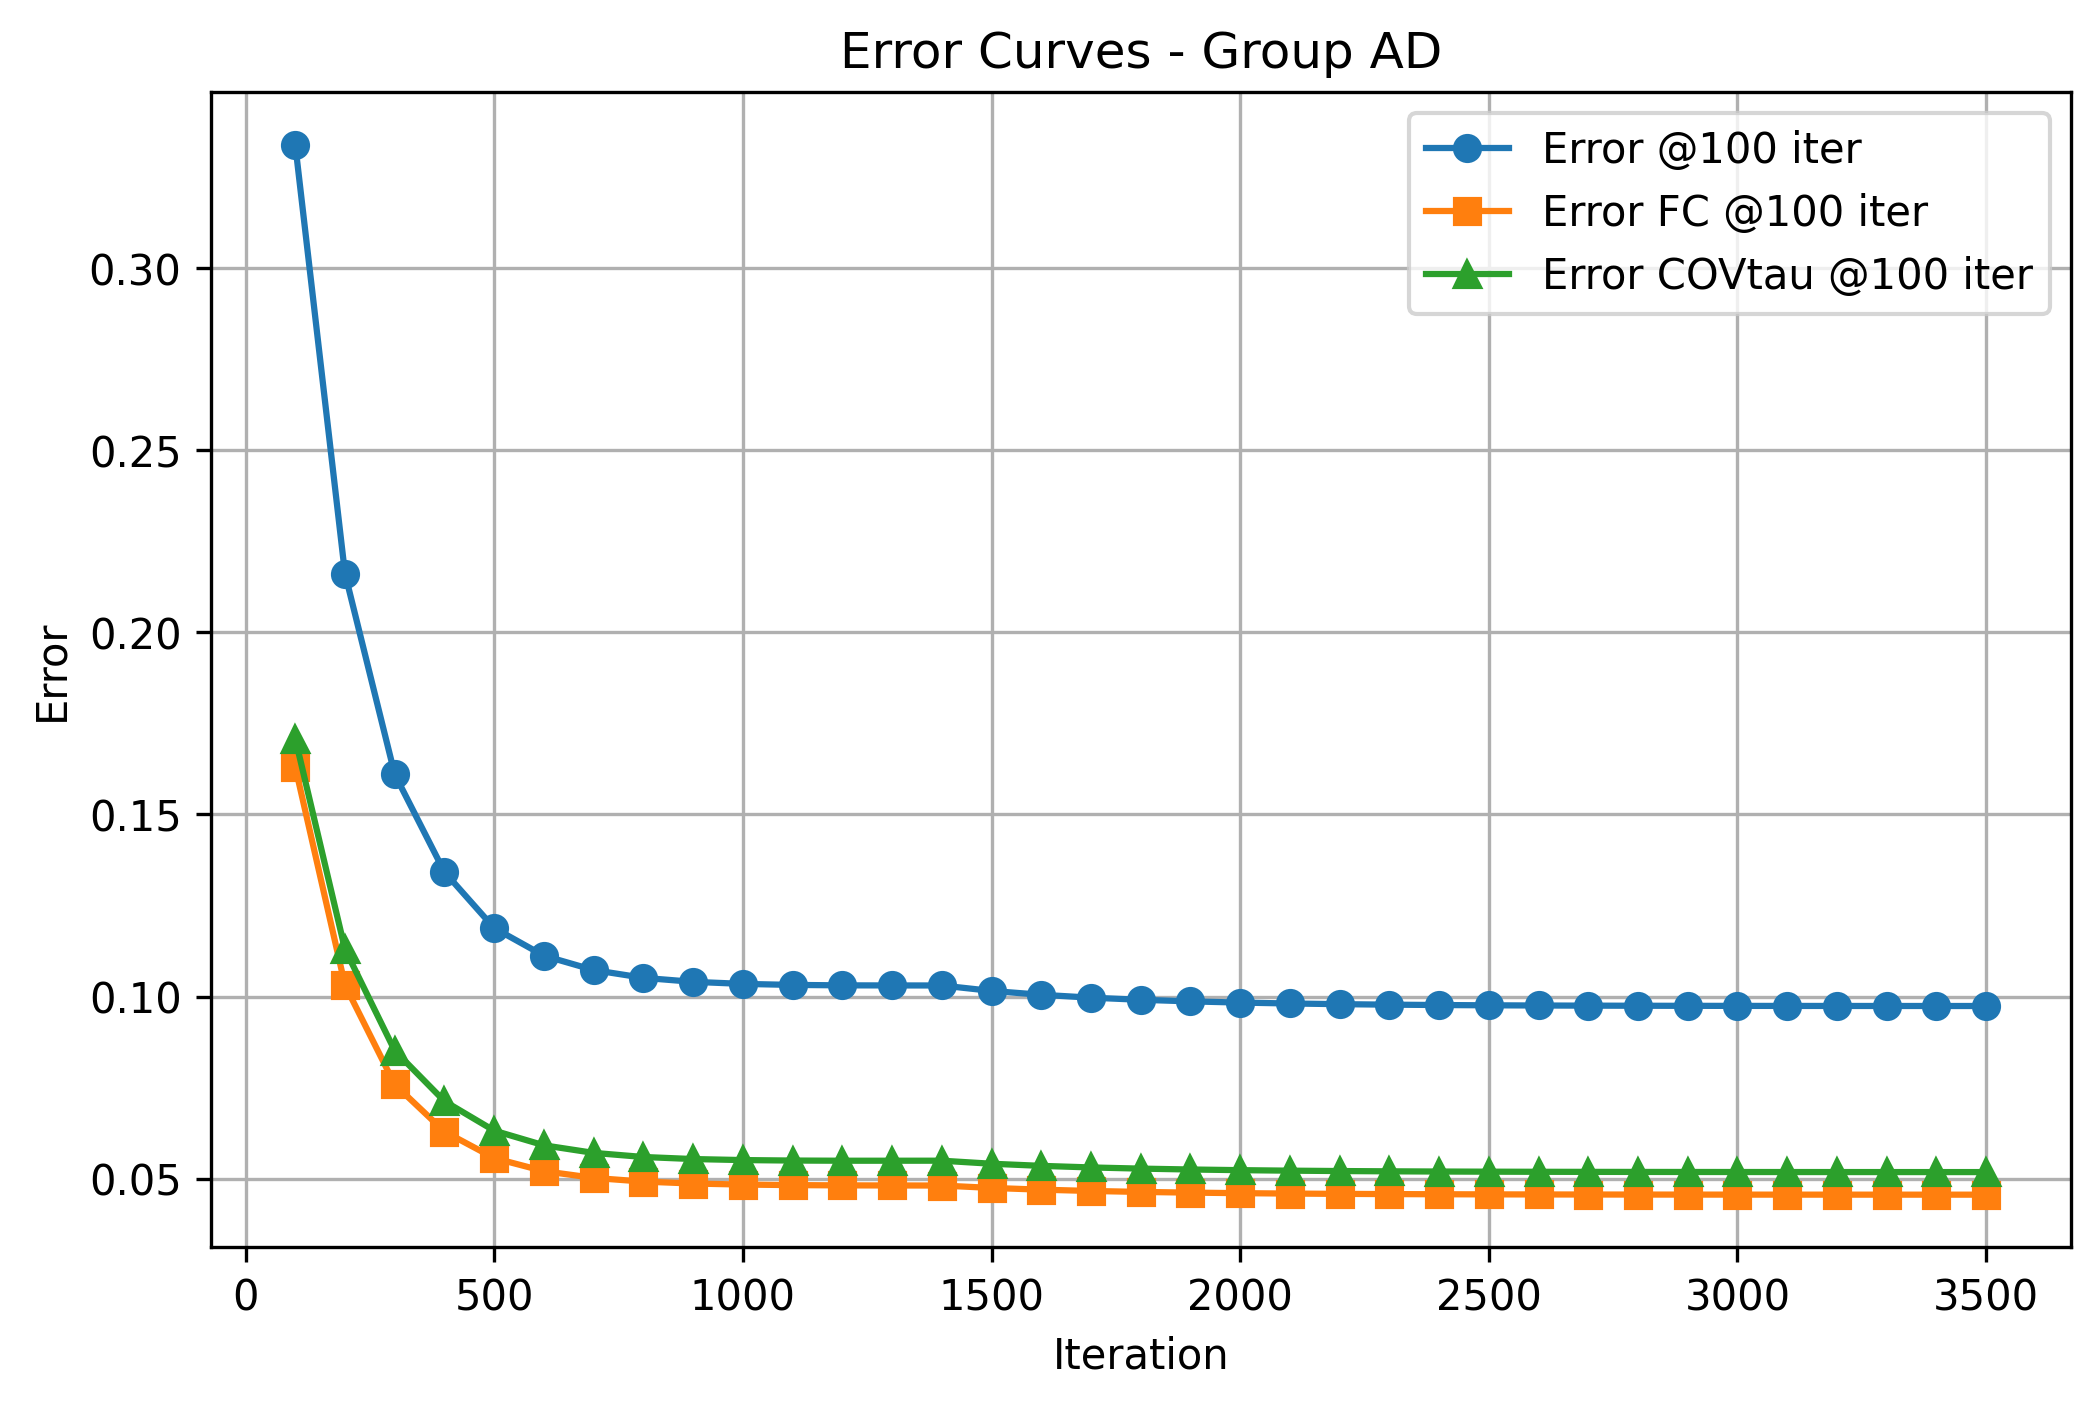 Error Curves - Group AD
Error @100 iter
Error FC @100 iter
Error COVtau @100 iter
Error
0.30
0.25
0.20
0.15
0.10
0.05
0 500 1000 1500 2000 2500 3000 3500
Iteration